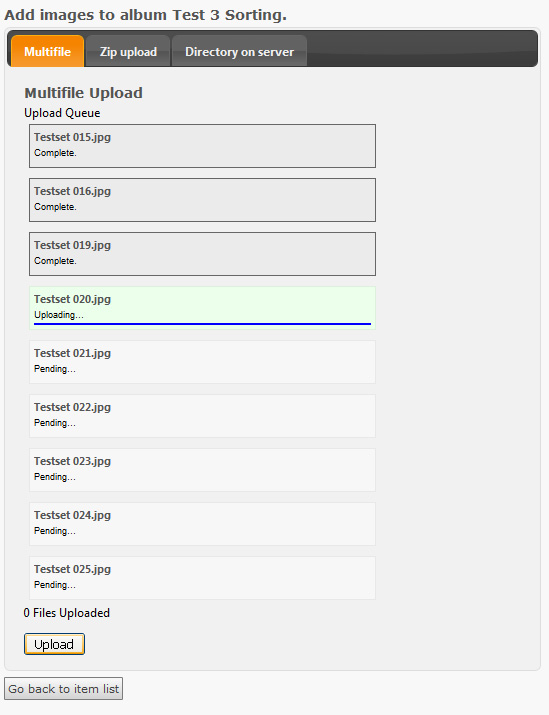 Add images to album Test 3 Sorting.
Multifile Zip upload Directory on server
Multifile Upload
Upload Queue
Testset 015.jpg
Complete.
Testset 016.jpg
Complete.
Testset 019.jpg
Complete.
Testset 020.jpg
Uploading...
Testset 021.jpg
Pending...
Testset 022.jpg
Pending...
Testset 023.jpg
Pending...
Testset 024.jpg
Pending...
Testset 025.jpg
Pending...
0 Files Uploaded
Upload
Go back to item list